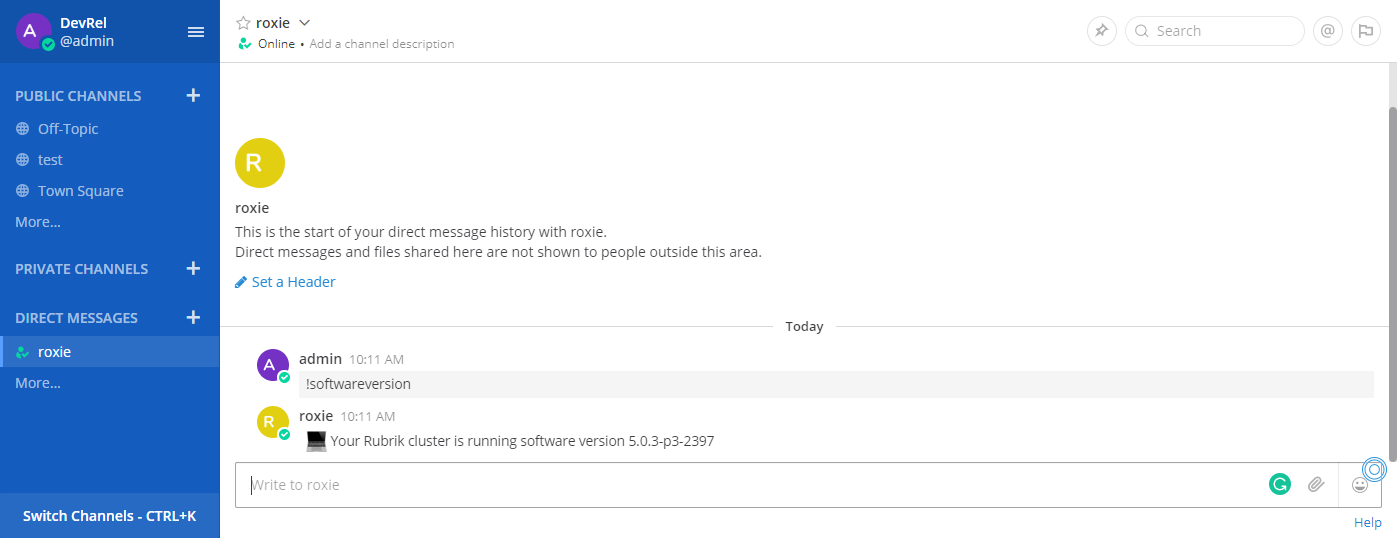 A
DevRel
@admin
PUBLIC CHANNELS +
Off-Topic
test
Town Square
More...
PRIVATE CHANNELS +
DIRECT MESSAGES +
roxie
More...
Switch Channels - CTRL+K
roxie
Online • Add a channel description
Search
@
R
roxie
This is the start of your direct message history with roxie.
Direct messages and files shared here are not shown to people outside this area.
Set a Header
Today
A
admin 10:11 AM
!softwareversion
R
roxie 10:11 AM
Your Rubrik cluster is running software version 5.0.3-p3-2397
Write to roxie
Help